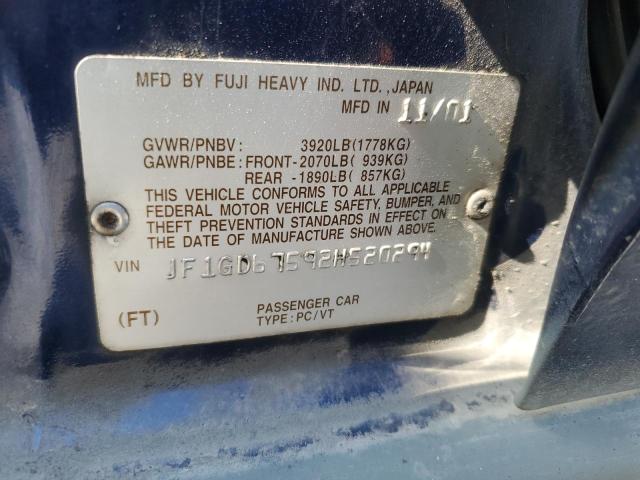 MFD BY FUJI HEAVY IND. LTD.,JAPAN
MFD IN 11/01
GVWR/PNBV: 3920LB(1778KG)
GAWR/PNBE: FRONT-2070LB( 939KG)
REAR -1890LB( 857KG)
THIS VEHICLE CONFORMS TO ALL APPLICABLE
FEDERAL MOTOR VEHICLE SAFETY, BUMPER, AND
THEFT PREVENTION STANDARDS IN EFFECT ON
THE DATE OF MANUFACTURE SHOWN ABOVE.
VIN JF1GD67592H520294
(FT) PASSENGER CAR
TYPE:PC/VT